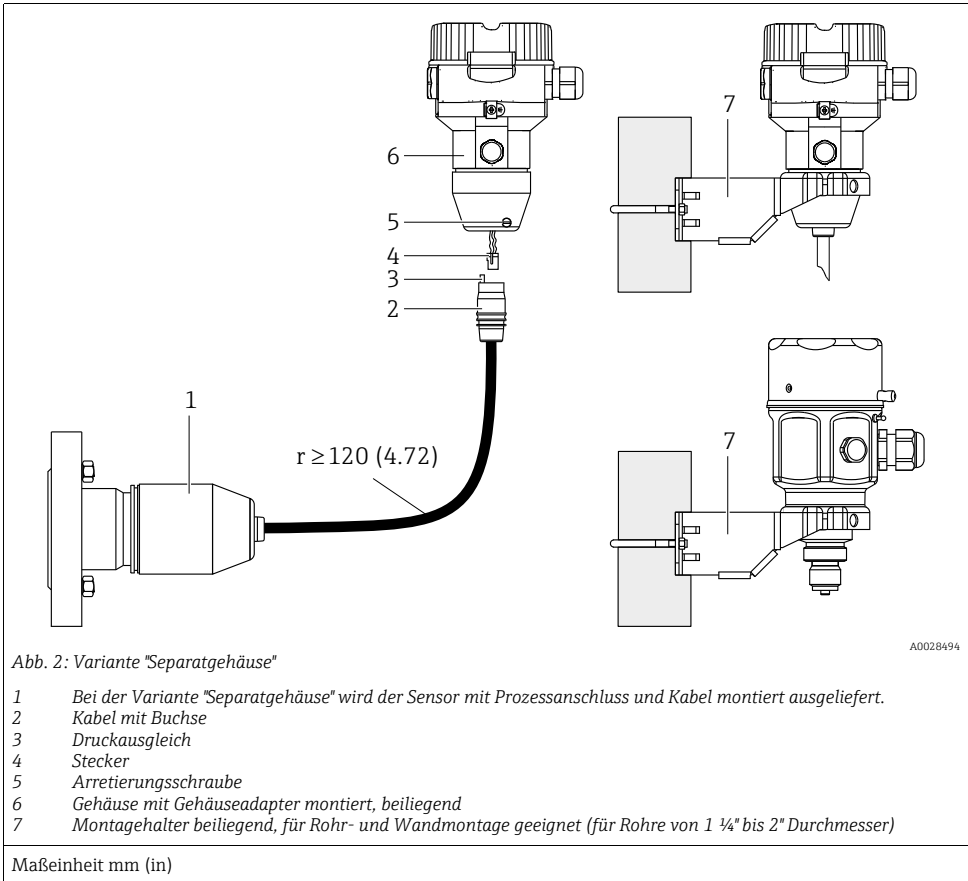 6
5
4
3
2
1
r ≥ 120 (4.72)
7
7
A0028494
Abb. 2: Variante "Separatgehäuse"
1 Bei der Variante "Separatgehäuse" wird der Sensor mit Prozessanschluss und Kabel montiert ausgeliefert.
2 Kabel mit Buchse
3 Druckausgleich
4 Stecker
5 Arretierungsschraube
6 Gehäuse mit Gehäuseadapter montiert, beiliegend
7 Montagehalter beiliegend, für Rohr- und Wandmontage geeignet (für Rohre von 1 ¼" bis 2" Durchmesser)
Maßeinheit mm (in)